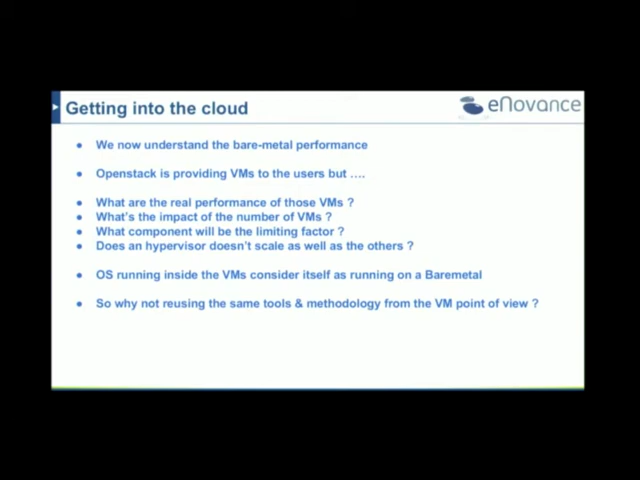 Getting into the cloud
eNovance
We now understand the bare-metal performance
Openstack is providing VMs to the users but ....
What are the real performance of those VMs ?
What's the impact of the number of VMs ?
What component will be the limiting factor ?
Does an hypervisor doesn't scale as well as the others ?
OS running inside the VMs consider itself as running on a Baremetal
So why not reusing the same tools & methodology from the VM point of view ?